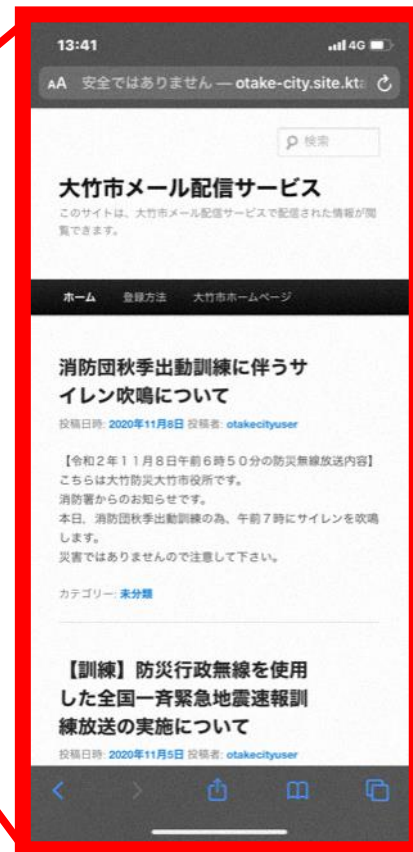 13:41
4G
AA 安全ではありません — otake-city.site.kt
検索
大竹市メール配信サービス
このサイトは、大竹市メール配信サービスで配信された情報が閲
覧できます。
ホーム 登録方法 大竹市ホームページ
消防団秋季出動訓練に伴うサ
イレン吹鳴について
投稿日時: 2020年11月8日 投稿者: otakecityuser
【令和２年１１月８日午前６時５０分の防災無線放送内容】
こちらは大竹防災大竹市役所です。
消防署からのお知らせです。
本日、消防団秋季出動訓練の為、午前７時にサイレンを吹鳴
します。
災害ではありませんので注意して下さい。
カテゴリー: 未分類
【訓練】防災行政無線を使用
した全国一斉緊急地震速報訓
練放送の実施について
投稿日時: 2020年11月5日 投稿者: otakecityuser